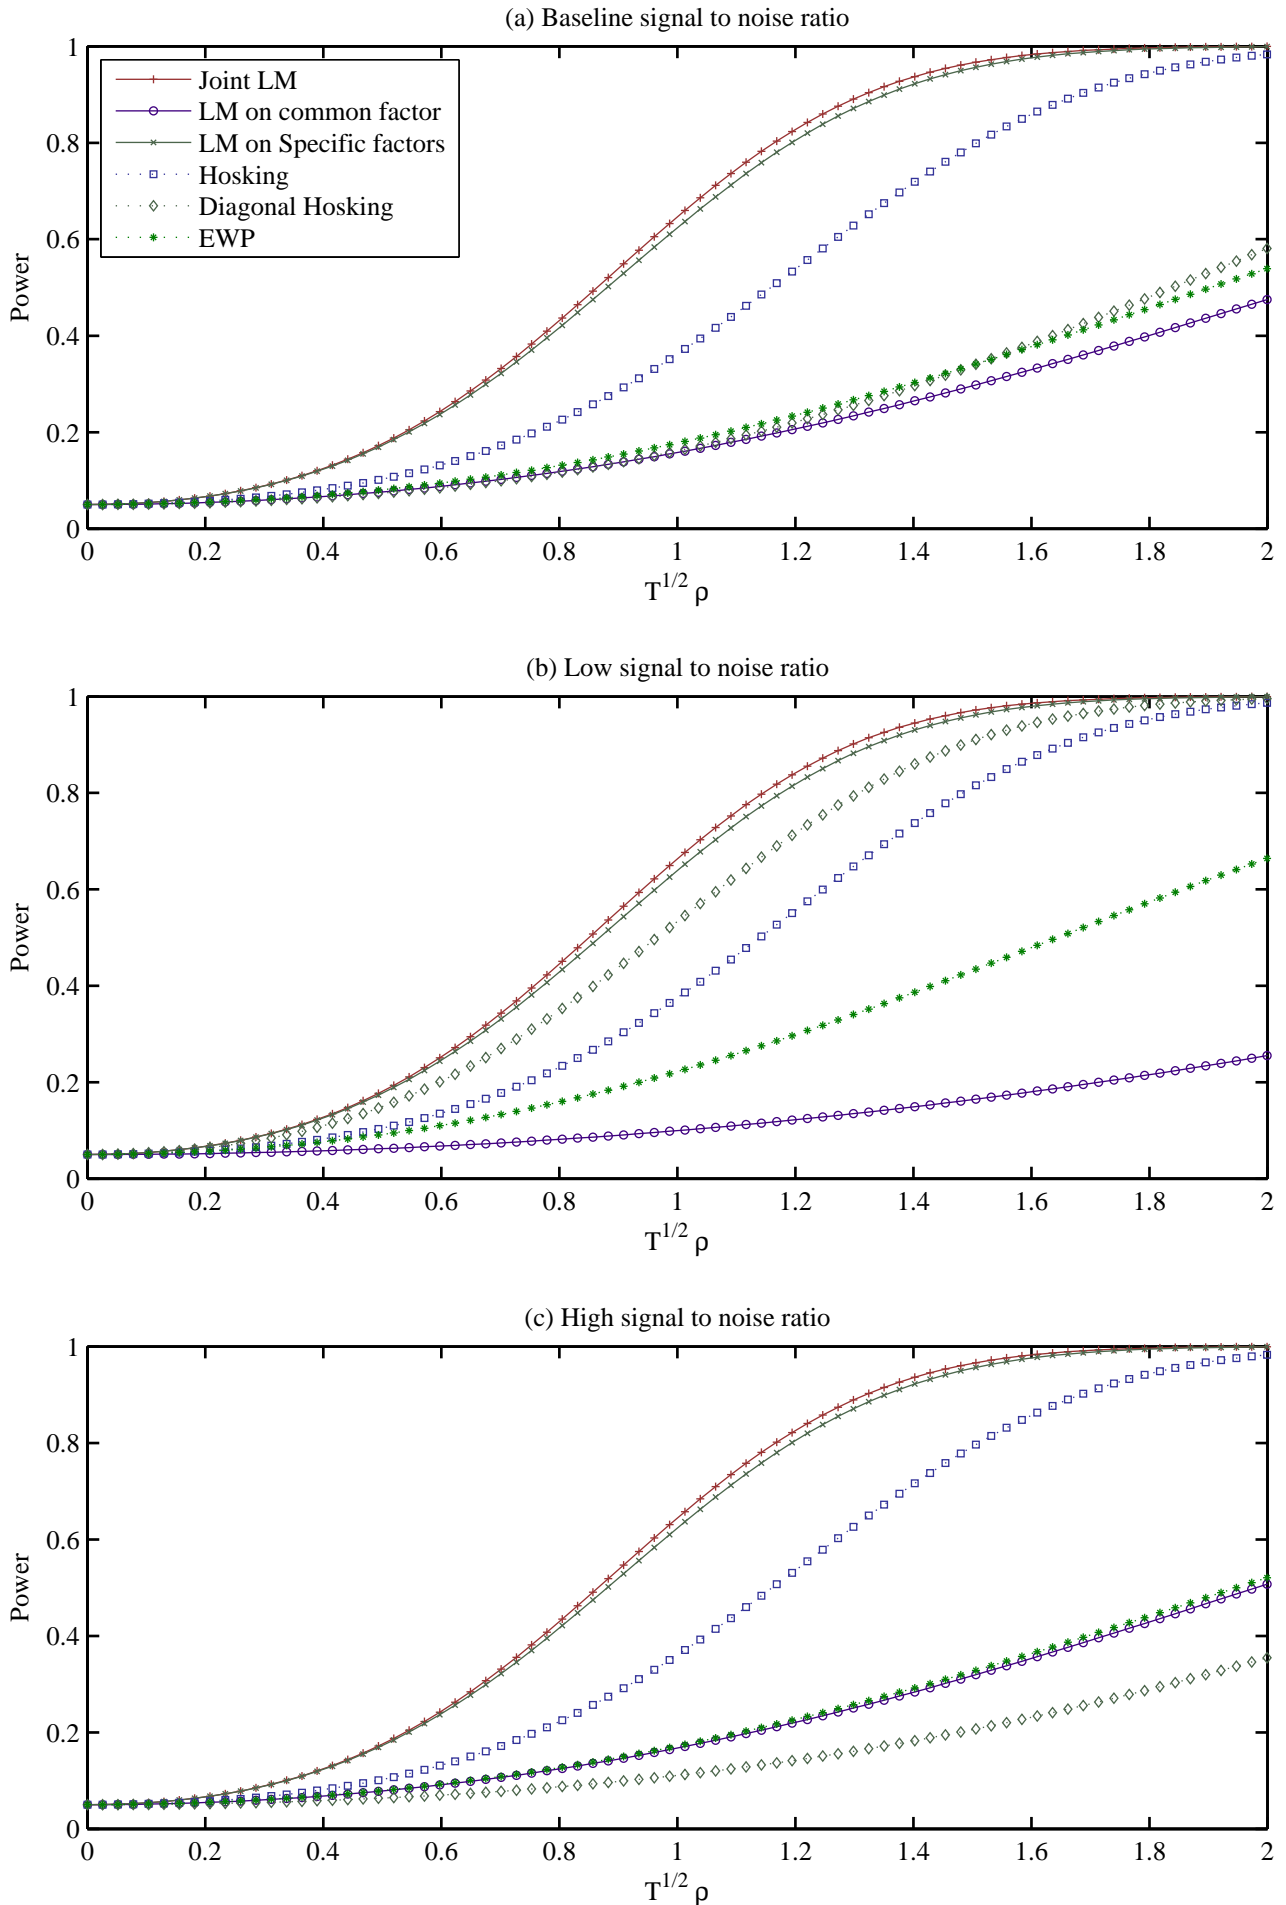 (a) Baseline signal to noise ratio
1
0.8
0.6
0.4
0.2
0
Power
Joint LM
LM on common factor
LM on Specific factors
Hosking
Diagonal Hosking
EWP
0 0.2 0.4 0.6 0.8 1 1.2 1.4 1.6 1.8 2
T^{1/2} ρ
(b) Low signal to noise ratio
1
0.8
0.6
0.4
0.2
0
Power
0 0.2 0.4 0.6 0.8 1 1.2 1.4 1.6 1.8 2
T^{1/2} ρ
(c) High signal to noise ratio
1
0.8
0.6
0.4
0.2
0
Power
0 0.2 0.4 0.6 0.8 1 1.2 1.4 1.6 1.8 2
T^{1/2} ρ